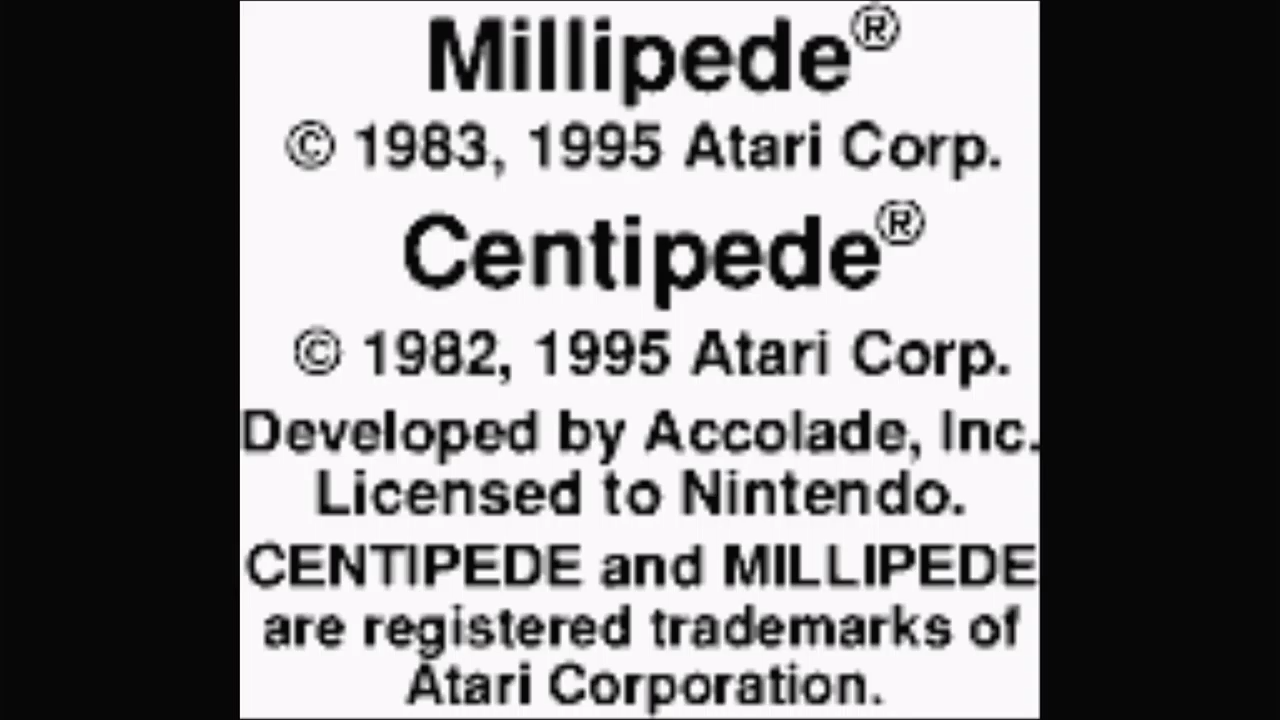 Millipede®
© 1983, 1995 Atari Corp.
Centipede®
© 1982, 1995 Atari Corp.
Developed by Accolade, Inc.
Licensed to Nintendo.
CENTIPEDE and MILLIPEDE
are registered trademarks of
Atari Corporation.